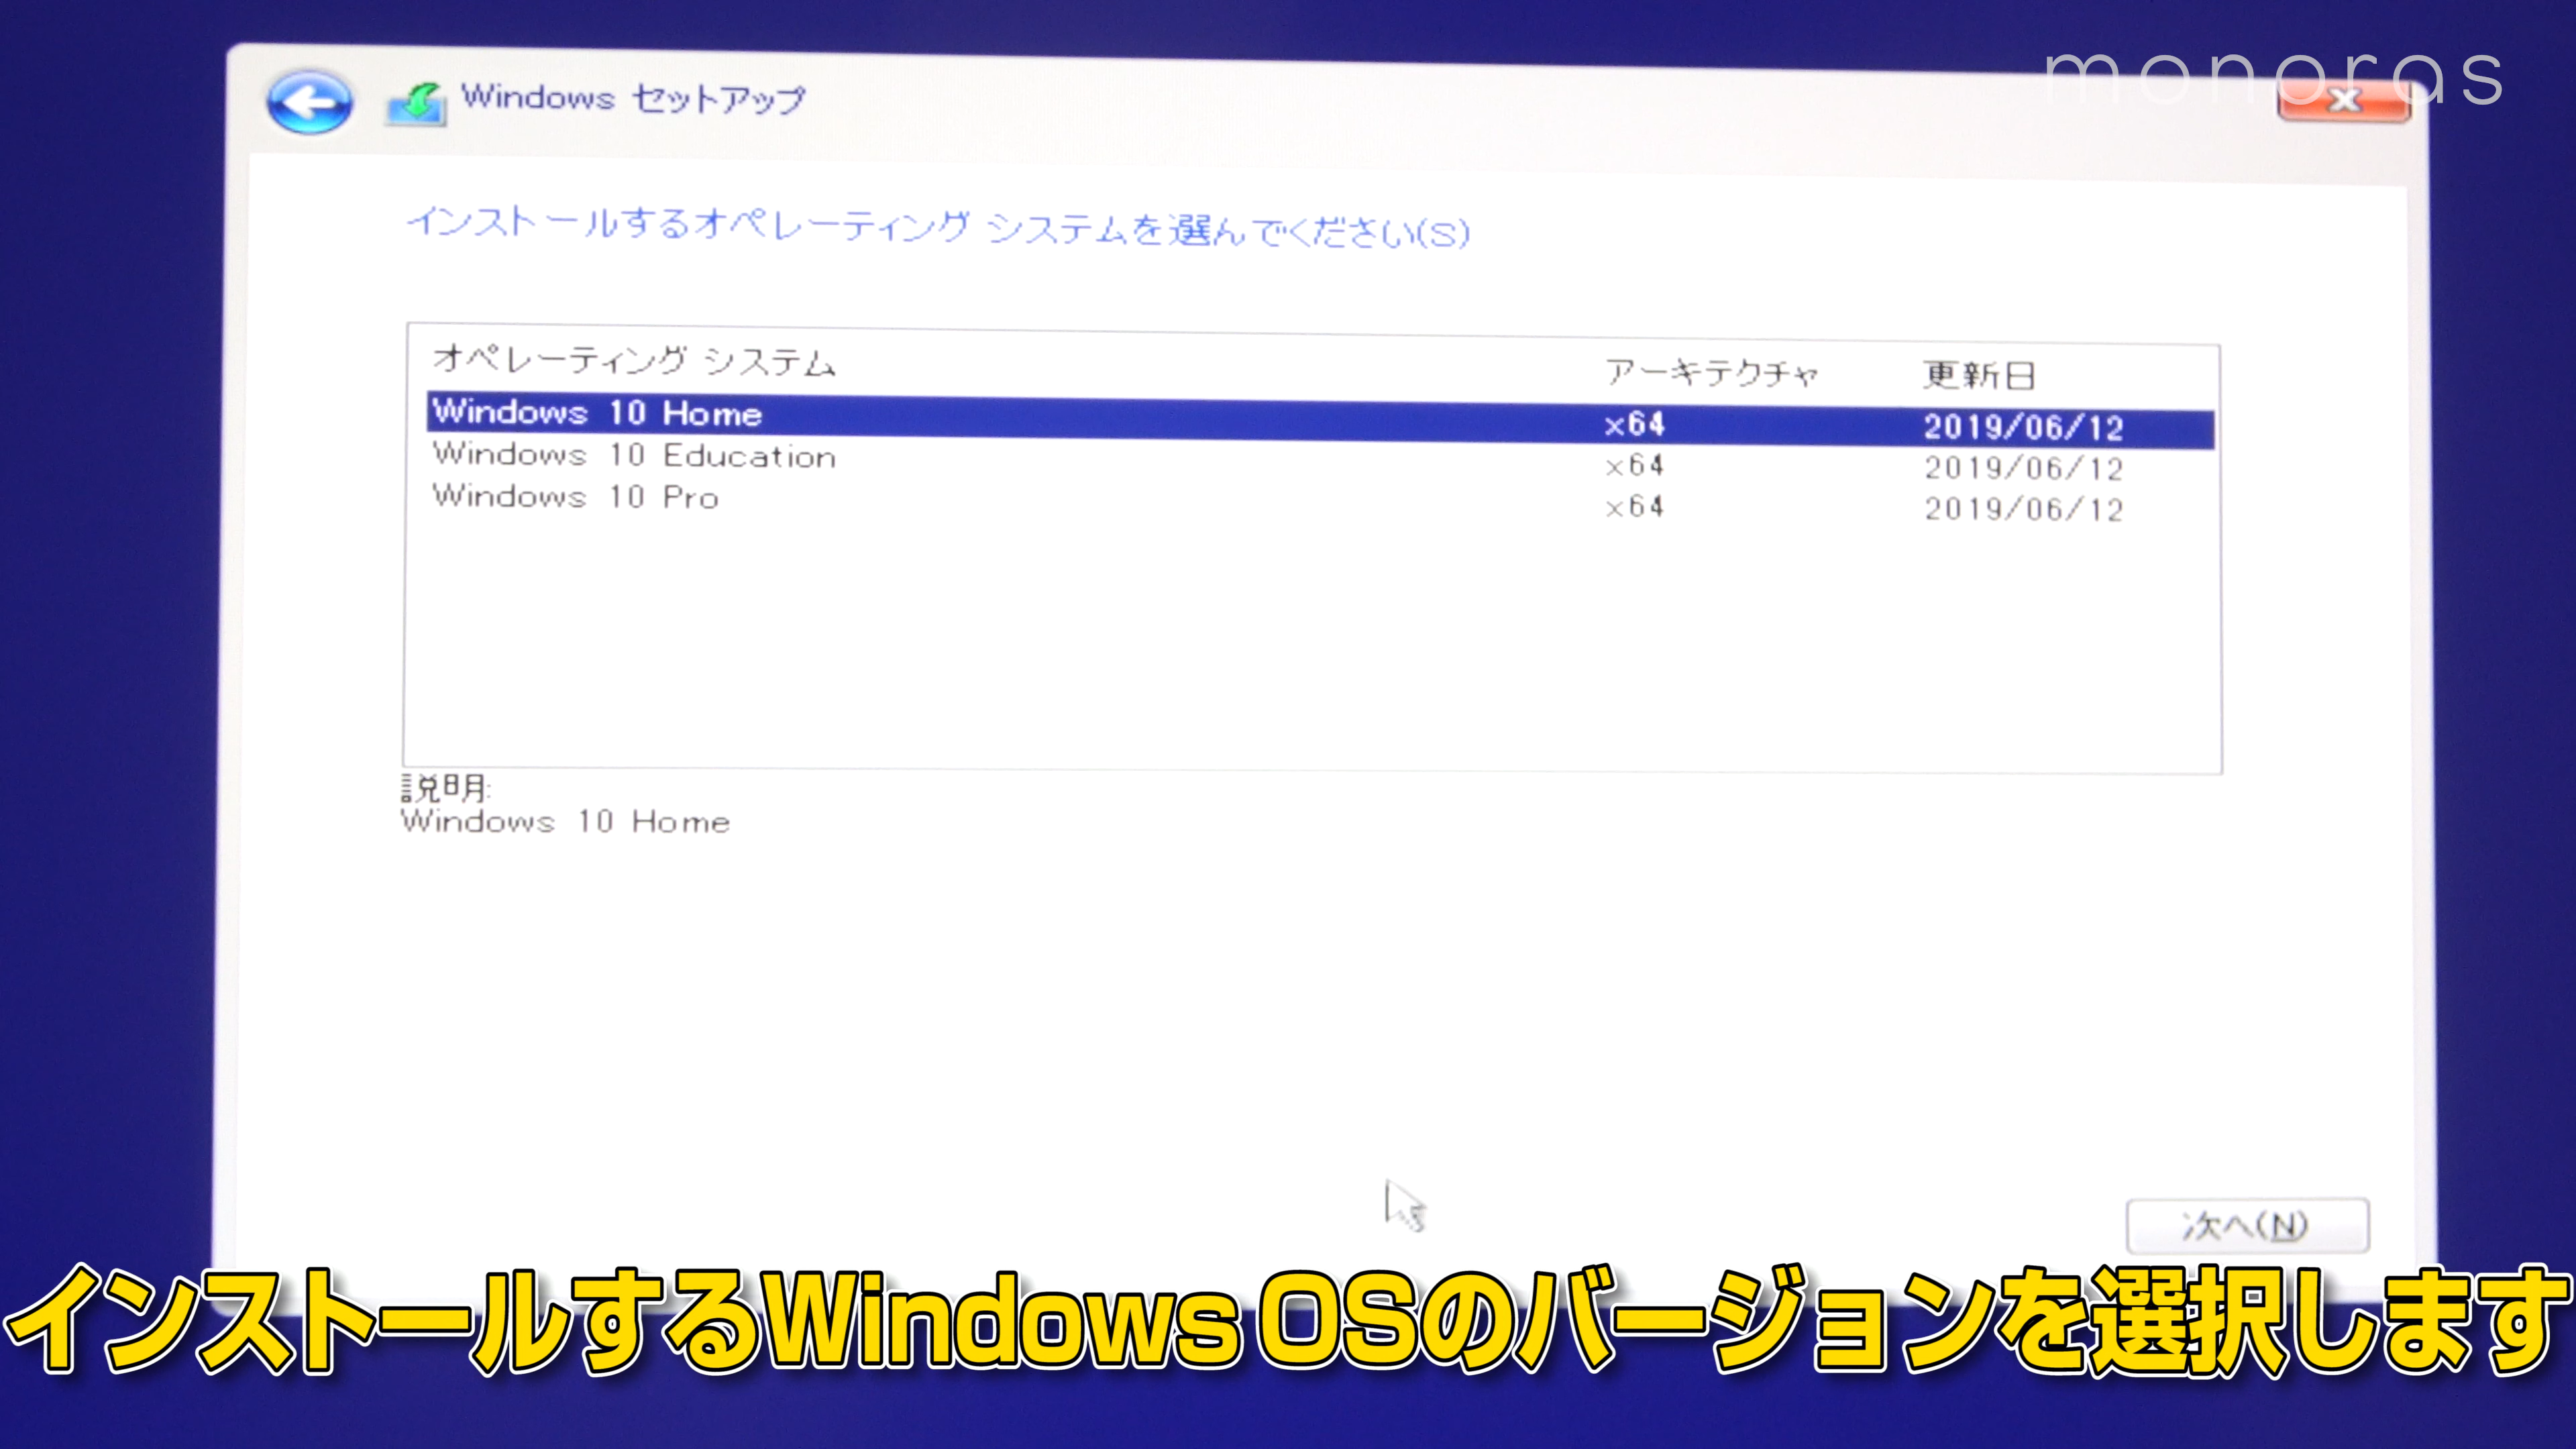 monoras
Windows セットアップ
インストールするオペレーティング システムを選んでください(S)
オペレーティング システム アーキテクチャ 更新日
Windows 10 Home x64 2019/06/12
Windows 10 Education x64 2019/06/12
Windows 10 Pro x64 2019/06/12
説明:
Windows 10 Home
次へ(N)
インストールするWindows OSのバージョンを選択します